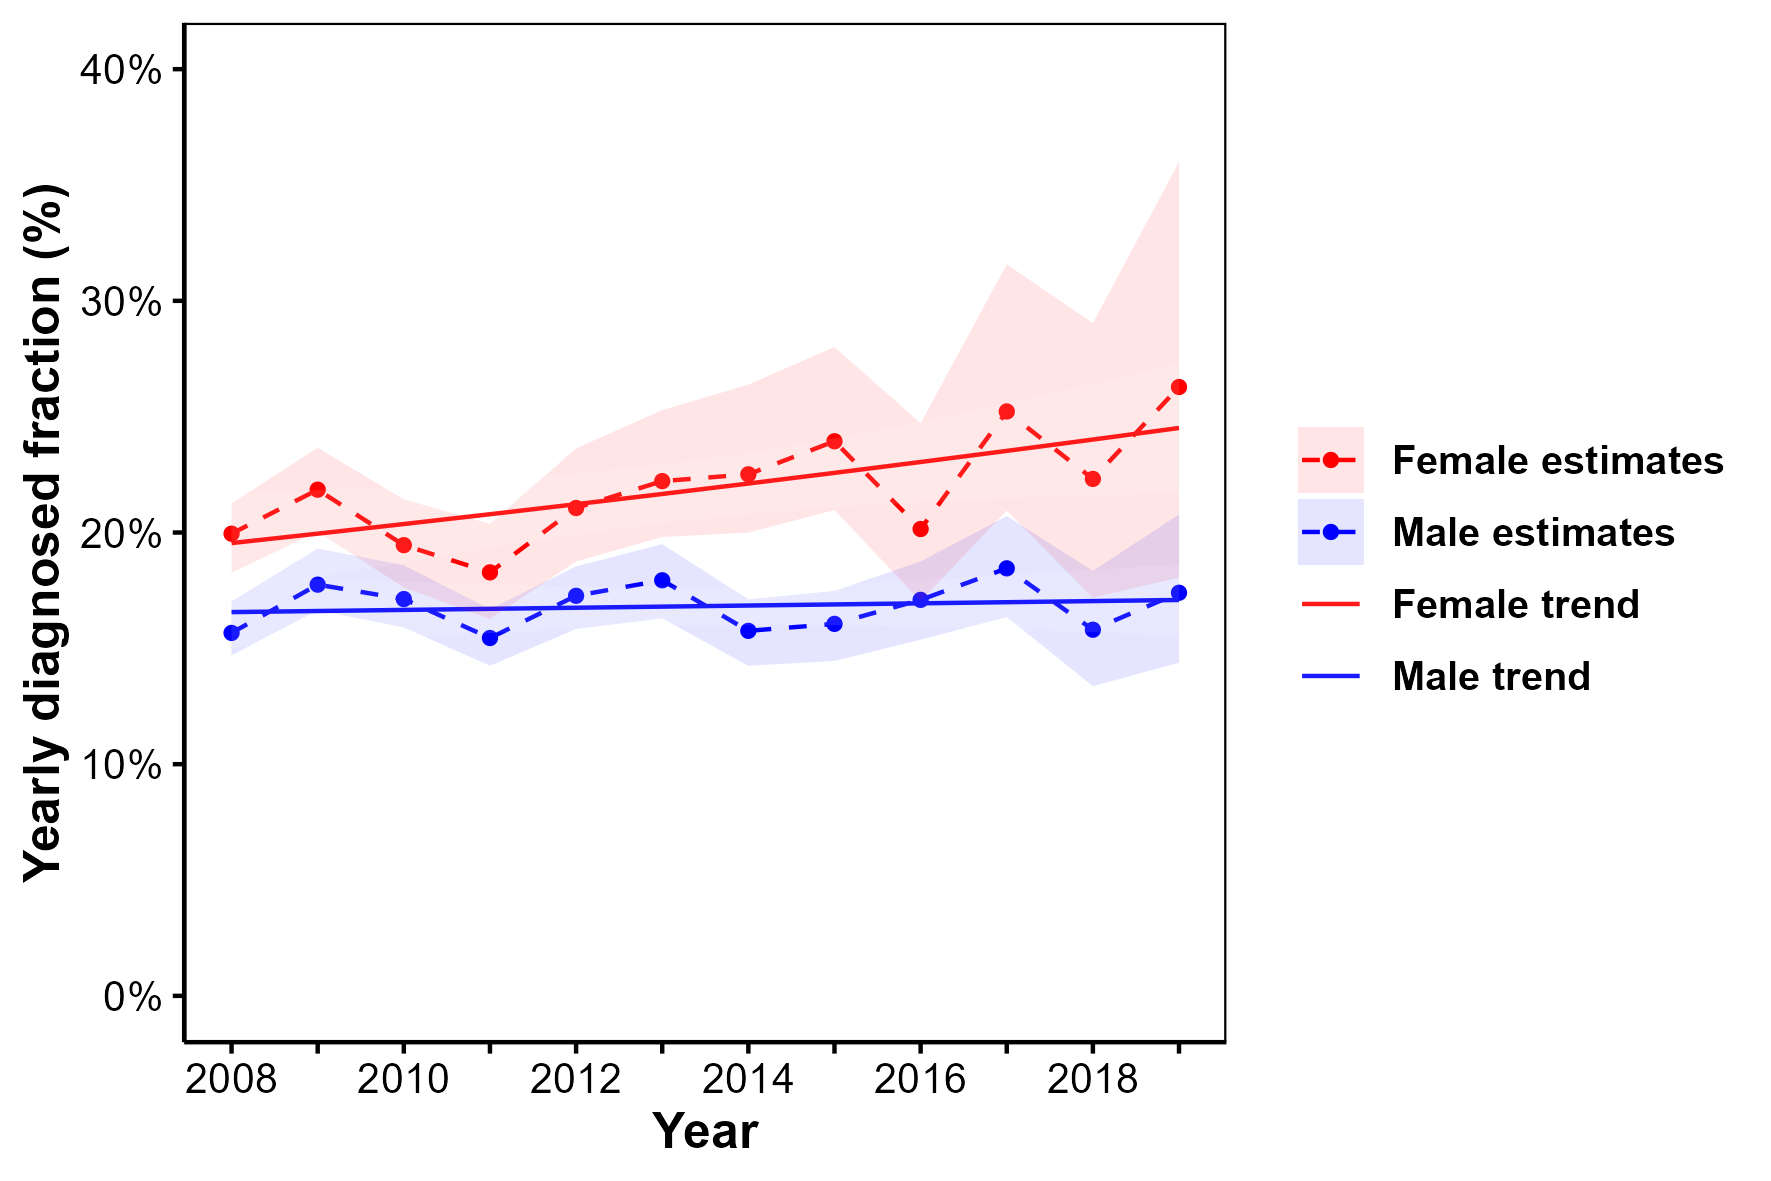 Yearly diagnosed fraction (%)
40%
30%
20%
10%
0%
2008 2010 2012 2014 2016 2018
Year
Female estimates
Male estimates
Female trend
Male trend